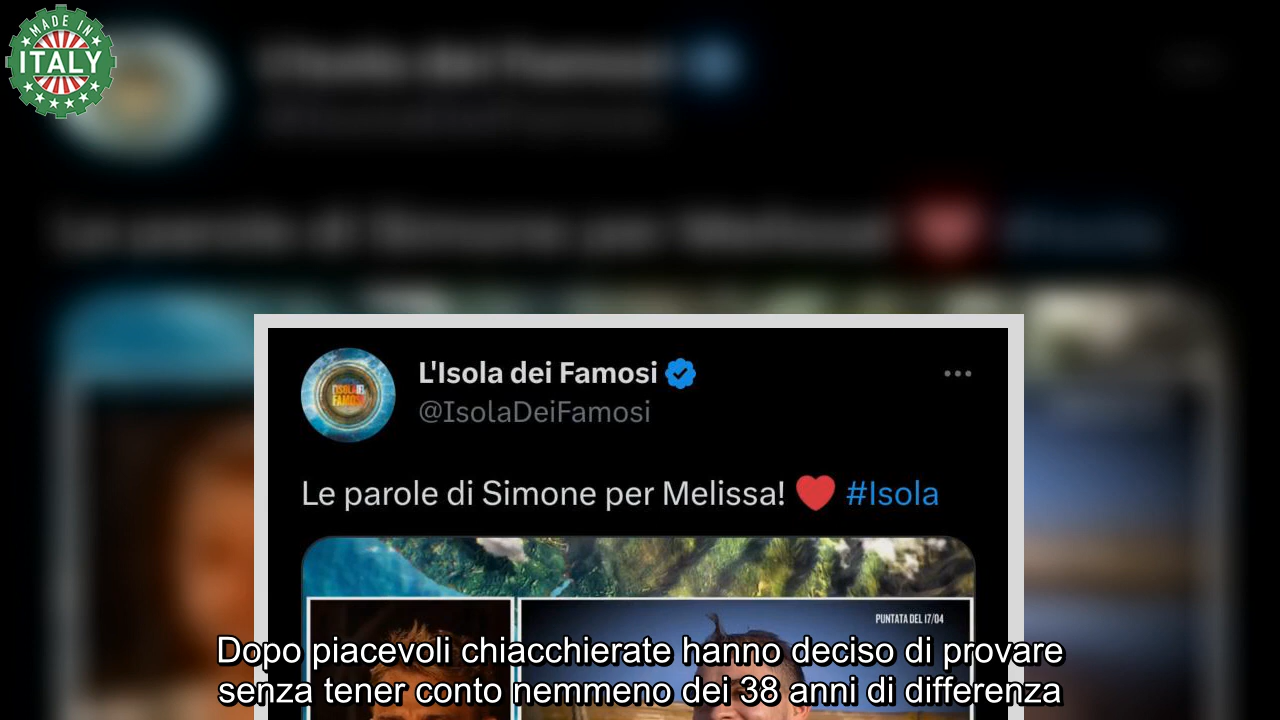 MADE IN
ITALY
L'Isola dei Famosi
@IsolaDeiFamosi
Le parole di Simone per Melissa! ❤️ #Isola
PUNTATA DEL 17/04
Dopo piacevoli chiacchierate hanno deciso di provare
senza tener conto nemmeno dei 38 anni di differenza